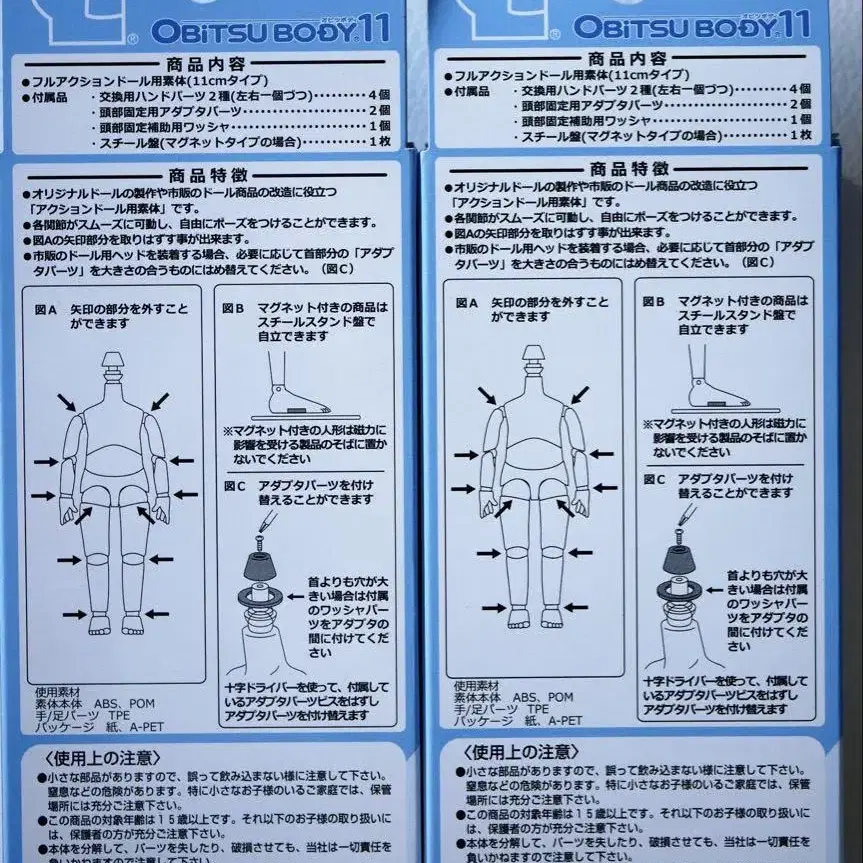 オビツボディ
® OBITSU BODY®11
商品内容
●フルアクションドール用素体(11cmタイプ)
●付属品 ・交換用ハンドパーツ2種(左右一個づつ)・・・・・・・・・4個
・頭部固定用アダプタパーツ・・・・・・・・・・・・・・・・・・2個
・頭部固定補助用ワッシャ・・・・・・・・・・・・・・・・・・・・1個
・スチール盤(マグネットタイプの場合)・・・・・・・・・・・1枚
商品特徴
●オリジナルドールの製作や市販のドール商品の改造に役立つ
「アクションドール用素体」です。
●各関節がスムーズに可動し、自由にポーズをつけることができます。
●図Aの矢印部分を取りはずす事が出来ます。
●市販のドール用ヘッドを装着する場合、必要に応じて首部分の「アダプ
タパーツ」を大きさの合うものにはめ替えてください。(図C)
図A 矢印の部分を外すこと
ができます
図B マグネット付きの商品は
スチールスタンド盤で
自立できます
※マグネット付きの人形は磁力に
影響を受ける製品のそばに置か
ないでください
図C アダプタパーツを付け
替えることができます
首よりも穴が大
きい場合は付属
のワッシャパー
ツをアダプタの
間に付けてくだ
さい
十字ドライバーを使って、付属して
いるアダプタパーツビスをはずし
アダプタパーツを付け替えます
使用素材
素体本体 ABS、POM
手/足パーツ TPE
パッケージ 紙、A-PET
〈使用上の注意〉
●小さな部品がありますので、誤って飲み込まない様に注意して下さい。
窒息などの危険があります。特に小さなお子様のいるご家庭では、保管
場所には充分ご注意下さい。
●この商品の対象年齢は15歳以上です。それ以下のお子様の取り扱いに
は、保護者の方が充分ご注意下さい。
●本体を分解して、パーツを失したり、破損させても、当社は一切責任を
負いかねますので注意して下さい。
オビツボディ
® OBITSU BODY®11
商品内容
●フルアクションドール用素体(11cmタイプ)
●付属品 ・交換用ハンドパーツ2種(左右一個づつ)・・・・・・・・・4個
・頭部固定用アダプタパーツ・・・・・・・・・・・・・・・・・・2個
・頭部固定補助用ワッシャ・・・・・・・・・・・・・・・・・・・・1個
・スチール盤(マグネットタイプの場合)・・・・・・・・・・・1枚
商品特徴
●オリジナルドールの製作や市販のドール商品の改造に役立つ
「アクションドール用素体」です。
●各関節がスムーズに可動し、自由にポーズをつけることができます。
●図Aの矢印部分を取りはずす事が出来ます。
●市販のドール用ヘッドを装着する場合、必要に応じて首部分の「アダプ
タパーツ」を大きさの合うものにはめ替えてください。(図C)
図A 矢印の部分を外すこと
ができます
図B マグネット付きの商品は
スチールスタンド盤で
自立できます
※マグネット付きの人形は磁力に
影響を受ける製品のそばに置か
ないでください
図C アダプタパーツを付け
替えることができます
首よりも穴が大
きい場合は付属
のワッシャパー
ツをアダプタの
間に付けてくだ
さい
十字ドライバーを使って、付属して
いるアダプタパーツビスをはずし
アダプタパーツを付け替えます
使用素材
素体本体 ABS、POM
手/足パーツ TPE
パッケージ 紙、A-PET
〈使用上の注意〉
●小さな部品がありますので、誤って飲み込まない様に注意して下さい。
窒息などの危険があります。特に小さなお子様のいるご家庭では、保管
場所には充分ご注意下さい。
●この商品の対象年齢は15歳以上です。それ以下のお子様の取り扱いに
は、保護者の方が充分ご注意下さい。
●本体を分解して、パーツを失したり、破損させても、当社は一切責任を
負いかねますので注意して下さい。